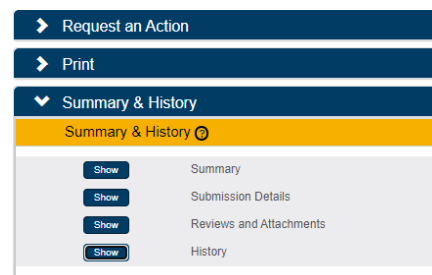 Request an Action
Print
Summary & History
Summary & History ?
Show Summary
Show Submission Details
Show Reviews and Attachments
Show History